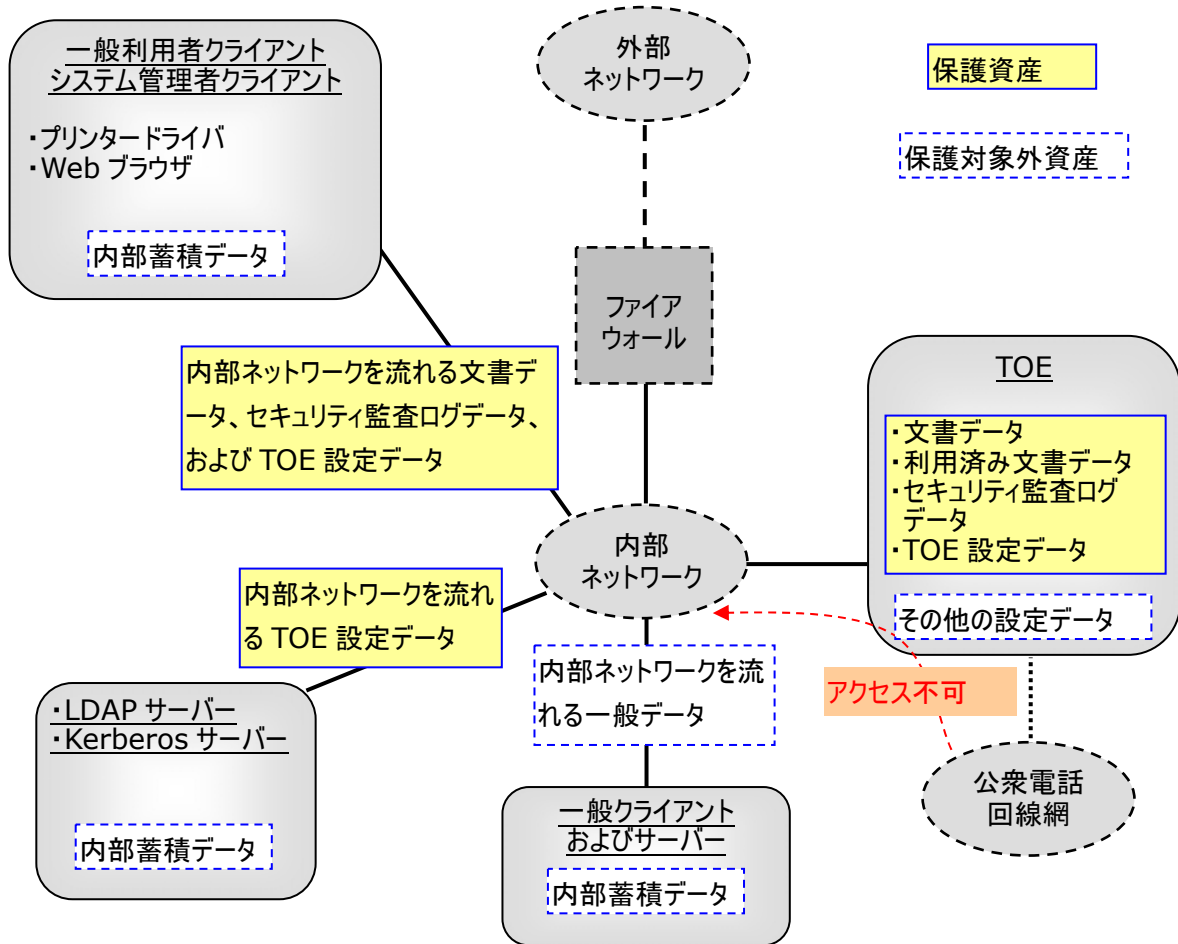 一般利用者クライアント
システム管理者クライアント
・プリンタードライバ
・Web ブラウザ
内部蓄積データ
外部
ネットワーク
保護資産
保護対象外資産
ファイア
ウォール
内部ネットワークを流れる文書デ
ータ、セキュリティ監査ログデータ、
および TOE 設定データ
TOE
・文書データ
・利用済み文書データ
・セキュリティ監査ログ
データ
・TOE 設定データ
その他の設定データ
内部
ネットワーク
内部ネットワークを流れ
る TOE 設定データ
内部ネットワークを流
れる一般データ
アクセス不可
・LDAP サーバー
・Kerberos サーバー
内部蓄積データ
一般クライアント
およびサーバー
内部蓄積データ
公衆電話
回線網